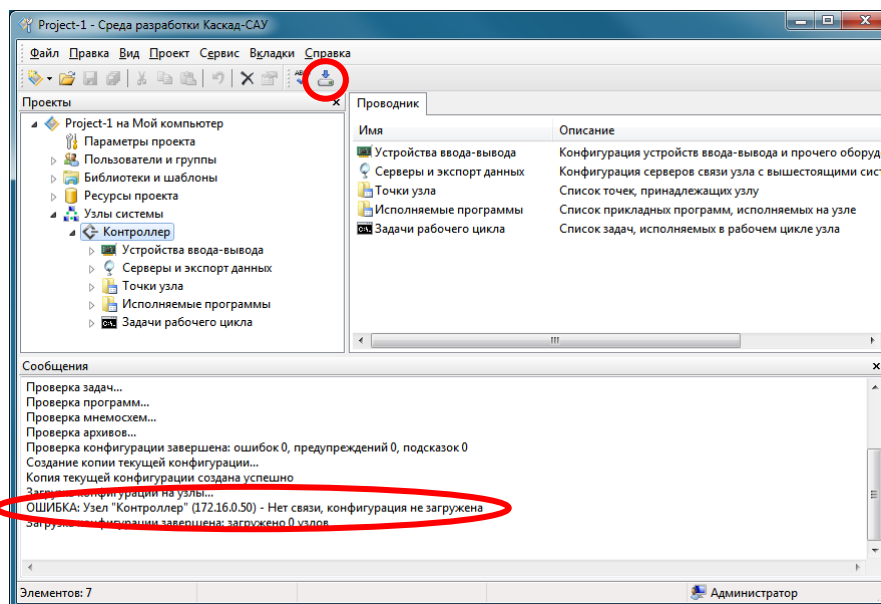 Project-1 - Среда разработки Каскад-САУ
Файл Правка Вид Проект Сервис Вкладки Справка
Проекты
Project-1 на Мой компьютер
Параметры проекта
Пользователи и группы
Библиотеки и шаблоны
Ресурсы проекта
Узлы системы
Контроллер
Устройства ввода-вывода
Серверы и экспорт данных
Точки узла
Исполняемые программы
Задачи рабочего цикла
Проводник
Имя Описание
Устройства ввода-вывода Конфигурация устройств ввода-вывода и прочего оборуд
Серверы и экспорт данных Конфигурация серверов связи узла с вышестоящими сис
Точки узла Список точек, принадлежащих узлу
Исполняемые программы Список прикладных программ, исполняемых на узле
Задачи рабочего цикла Список задач, исполняемых в рабочем цикле узла
Сообщения
Проверка задач...
Проверка программ...
Проверка мнемосхем...
Проверка архивов...
Проверка конфигурации завершена: ошибок 0, предупреждений 0, подсказок 0
Создание копии текущей конфигурации...
Копия текущей конфигурации создана успешно
Загрузка конфигурации на узлы...
ОШИБКА: Узел "Контроллер" (172.16.0.50) - Нет связи, конфигурация не загружена
Загрузка конфигурации завершена: загружено 0 узлов
Элементов: 7
Администратор